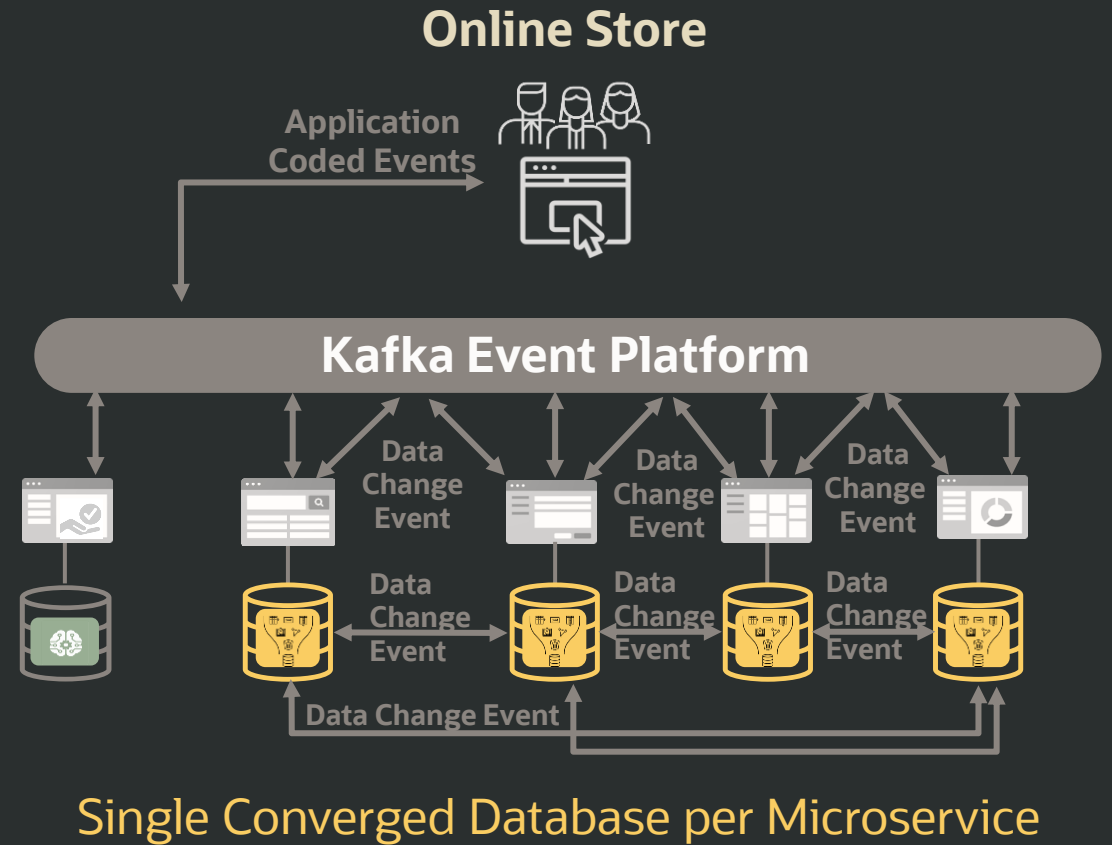 Online Store
Application
Coded Events
Kafka Event Platform
Data
Change
Event
Data
Change
Event
Data
Change
Event
Data
Change
Event
Data
Change
Event
Data
Change
Event
Data Change Event
Single Converged Database per Microservice